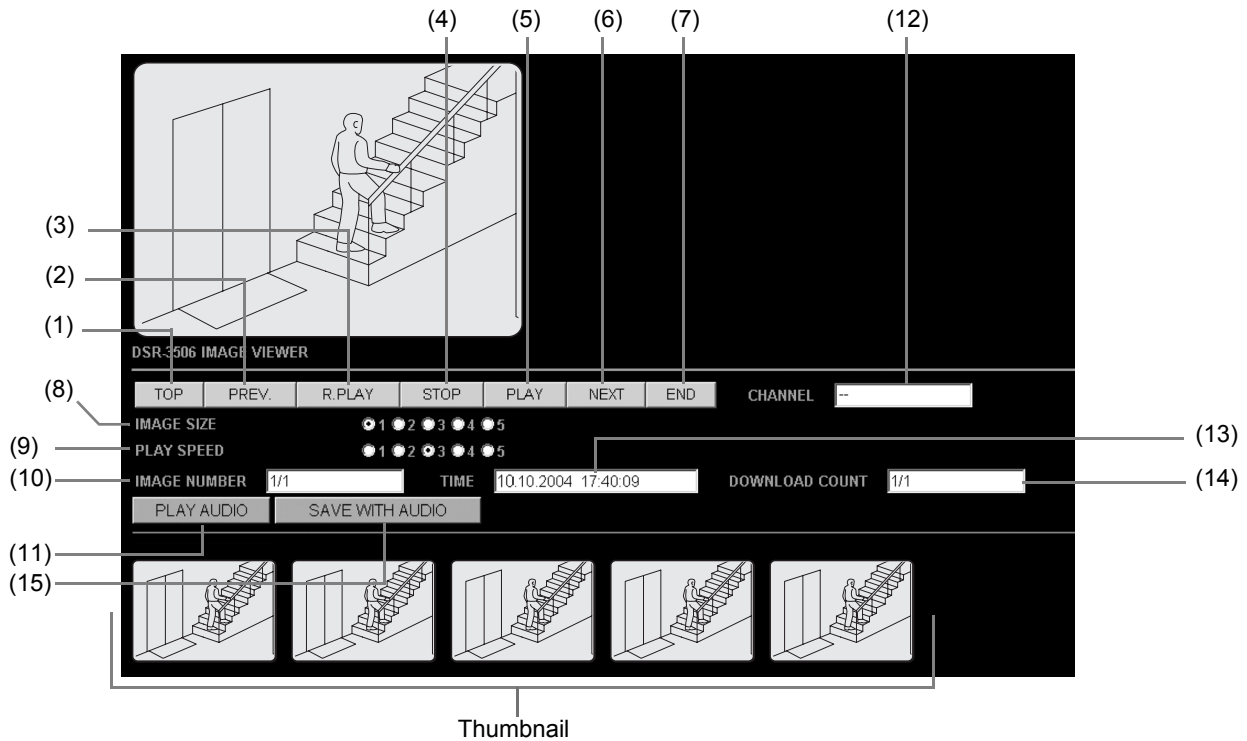 (4) (5) (6) (7) (12)
(3)
(2)
(1)
DSR-3506 IMAGE VIEWER
TOP PREV. R.PLAY STOP PLAY NEXT END CHANNEL --
(8)
IMAGE SIZE 1 2 3 4 5
(9) PLAY SPEED 1 2 3 4 5 (13)
(10) IMAGE NUMBER 1/1 TIME 10.10.2004 17:40:09 DOWNLOAD COUNT 1/1 (14)
PLAY AUDIO SAVE WITH AUDIO
(11)
(15)
Thumbnail